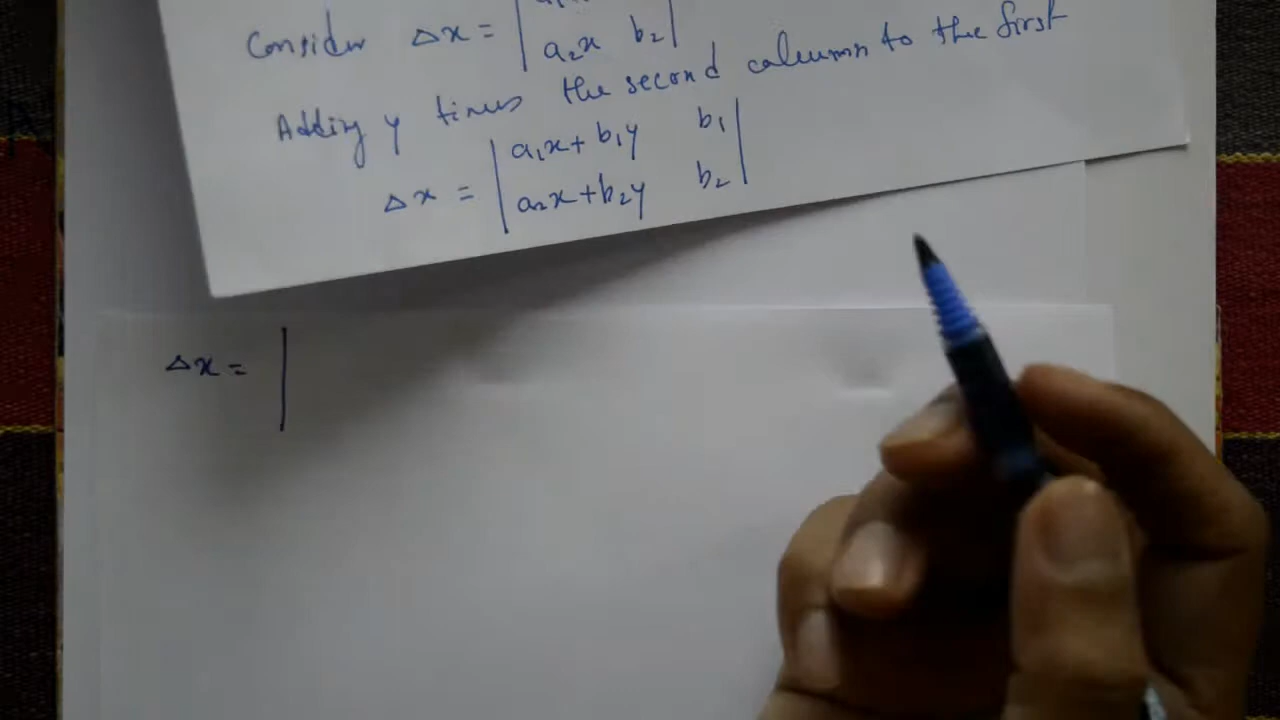 Consider Δx = | a₂x b₂ |
Adding y times the second column to the first
Δx = | a₁x + b₁y b₁ |
| a₂x + b₂y b₂ |
Δx = |